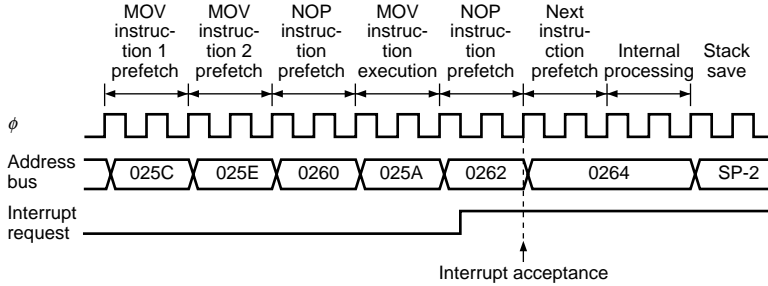 MOV
instruc-
tion 1
prefetch
MOV
instruc-
tion 2
prefetch
NOP
instruc-
tion
prefetch
MOV
instruc-
tion
execution
NOP
instruc-
tion
prefetch
Next
instru-
ction
prefetch
Internal
processing
Stack
save
ϕ
Address
bus
025C
025E
0260
025A
0262
0264
SP-2
Interrupt
request
Interrupt acceptance